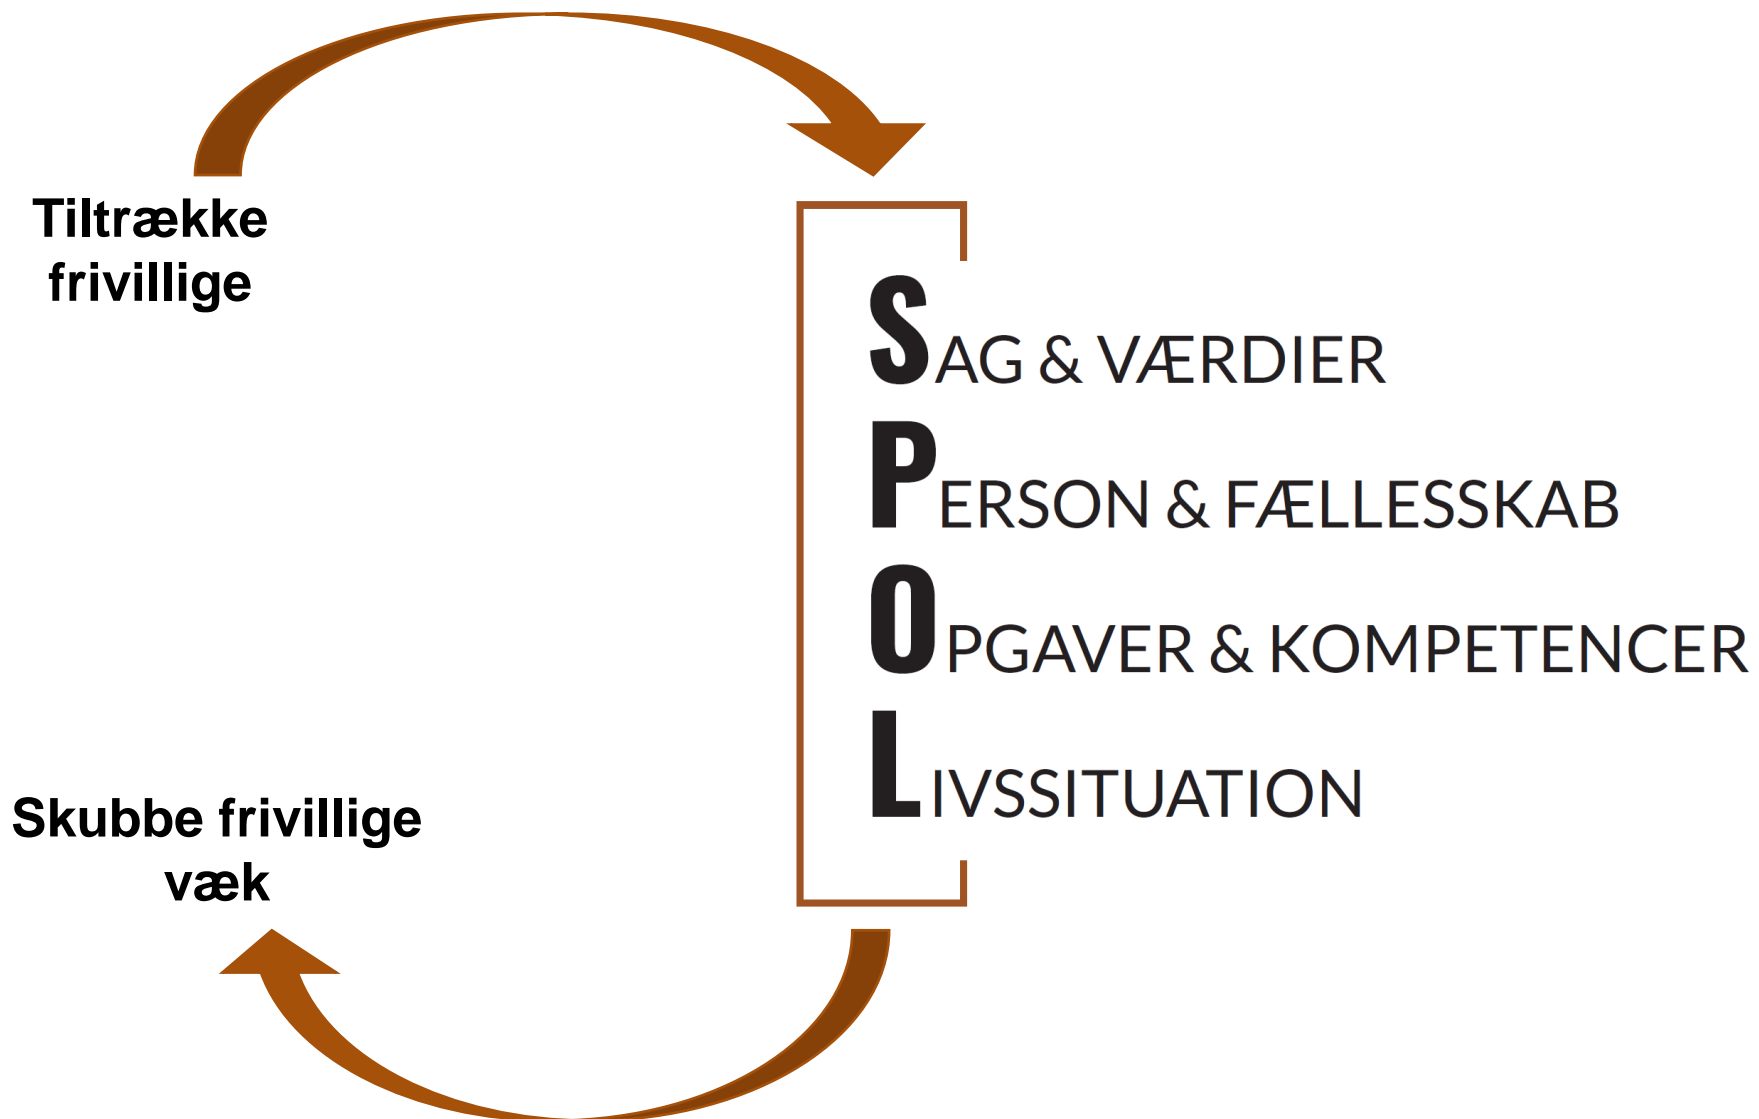 Tiltrække
frivillige
SAG & VÆRDIER
PERSON & FÆLLESSKAB
OPGAVER & KOMPETENCER
LIVSSITUATION
Skubbe frivillige
væk